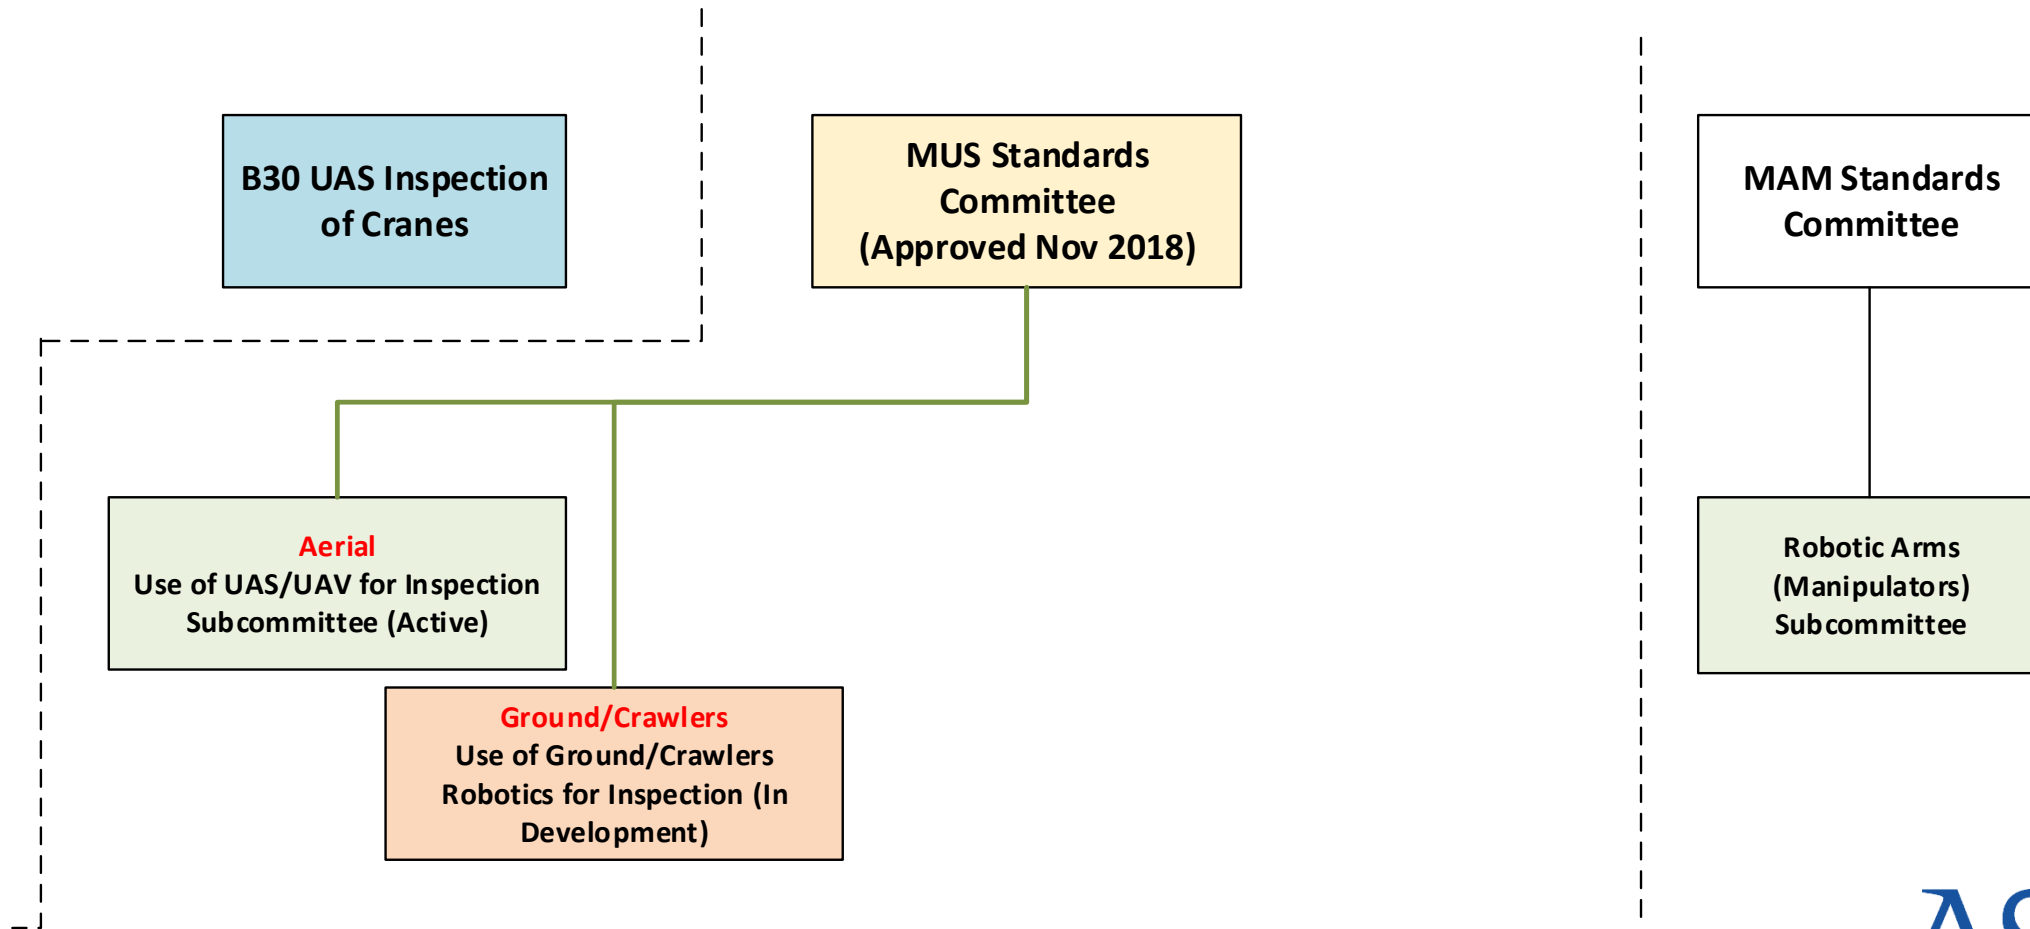 B30 UAS Inspection
of Cranes
MUS Standards
Committee
(Approved Nov 2018)
MAM Standards
Committee
Aerial
Use of UAS/UAV for Inspection
Subcommittee (Active)
Robotic Arms
(Manipulators)
Subcommittee
Ground/Crawlers
Use of Ground/Crawlers
Robotics for Inspection (In
Development)